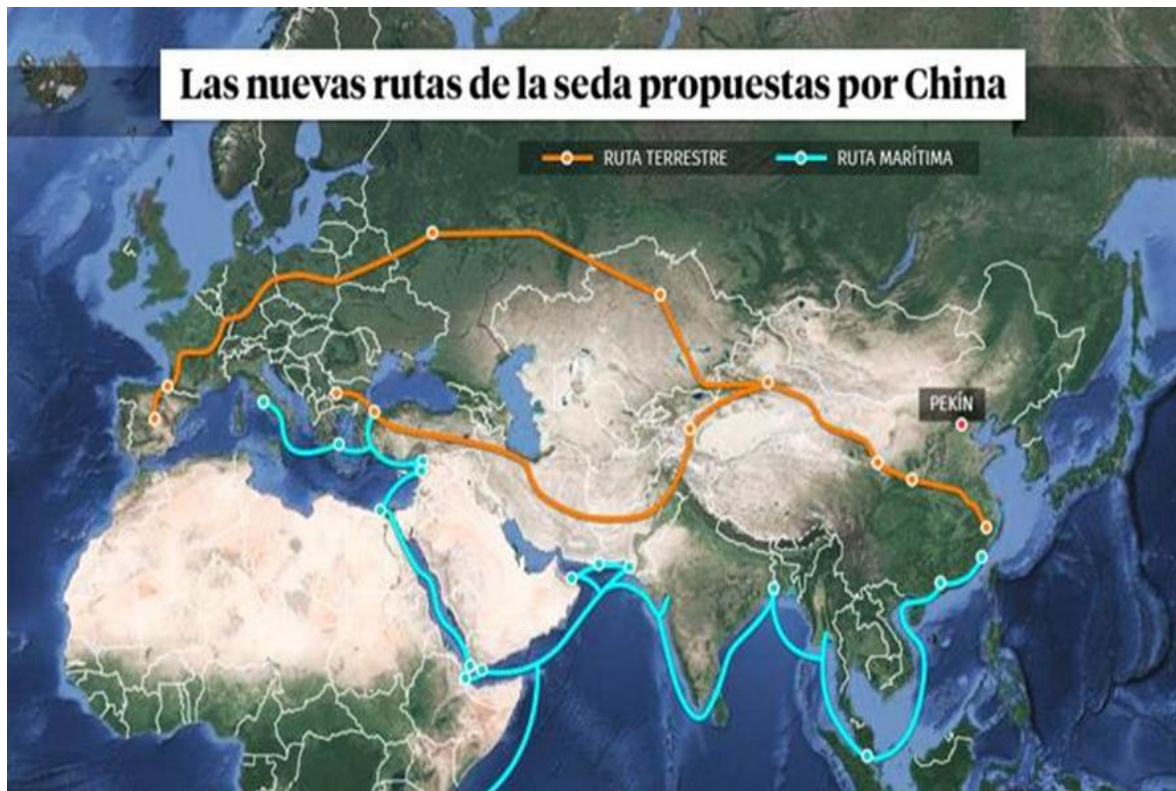 Las nuevas rutas de la seda propuestas por China
RUTA TERRESTRE
RUTA MARÍTIMA
PEKÍN